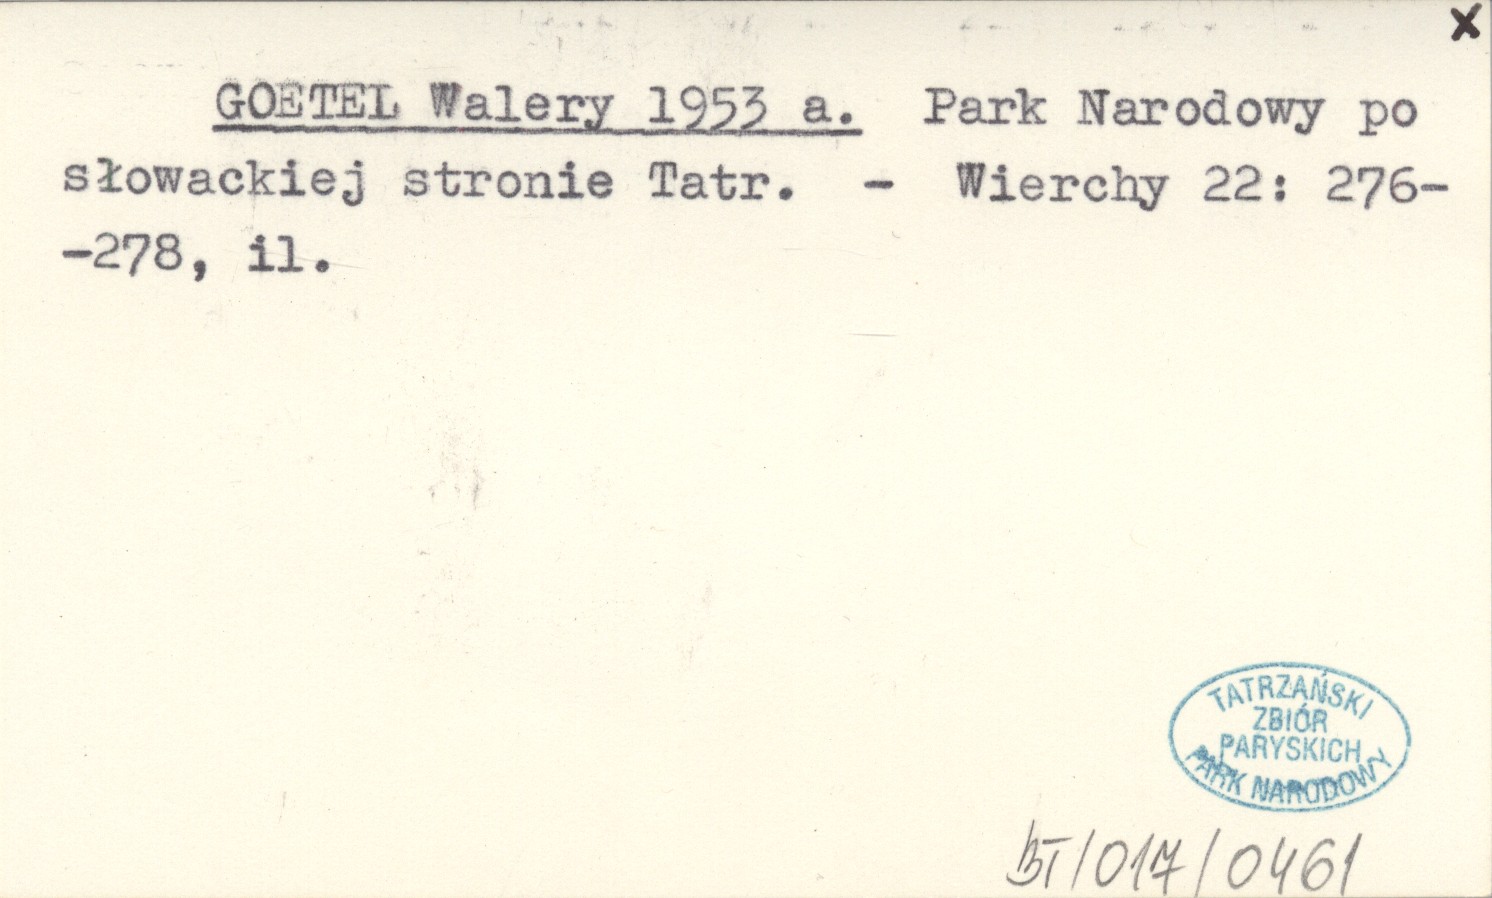 x
GOETEL Walery 1953 a. Park Narodowy po
słowackiej stronie Tatr. - Wierchy 22: 276-
-278, il.
TATRZAŃSKI
ZBIÓR
PARYSKICH
PARK NARODOWY
BT/017/0461